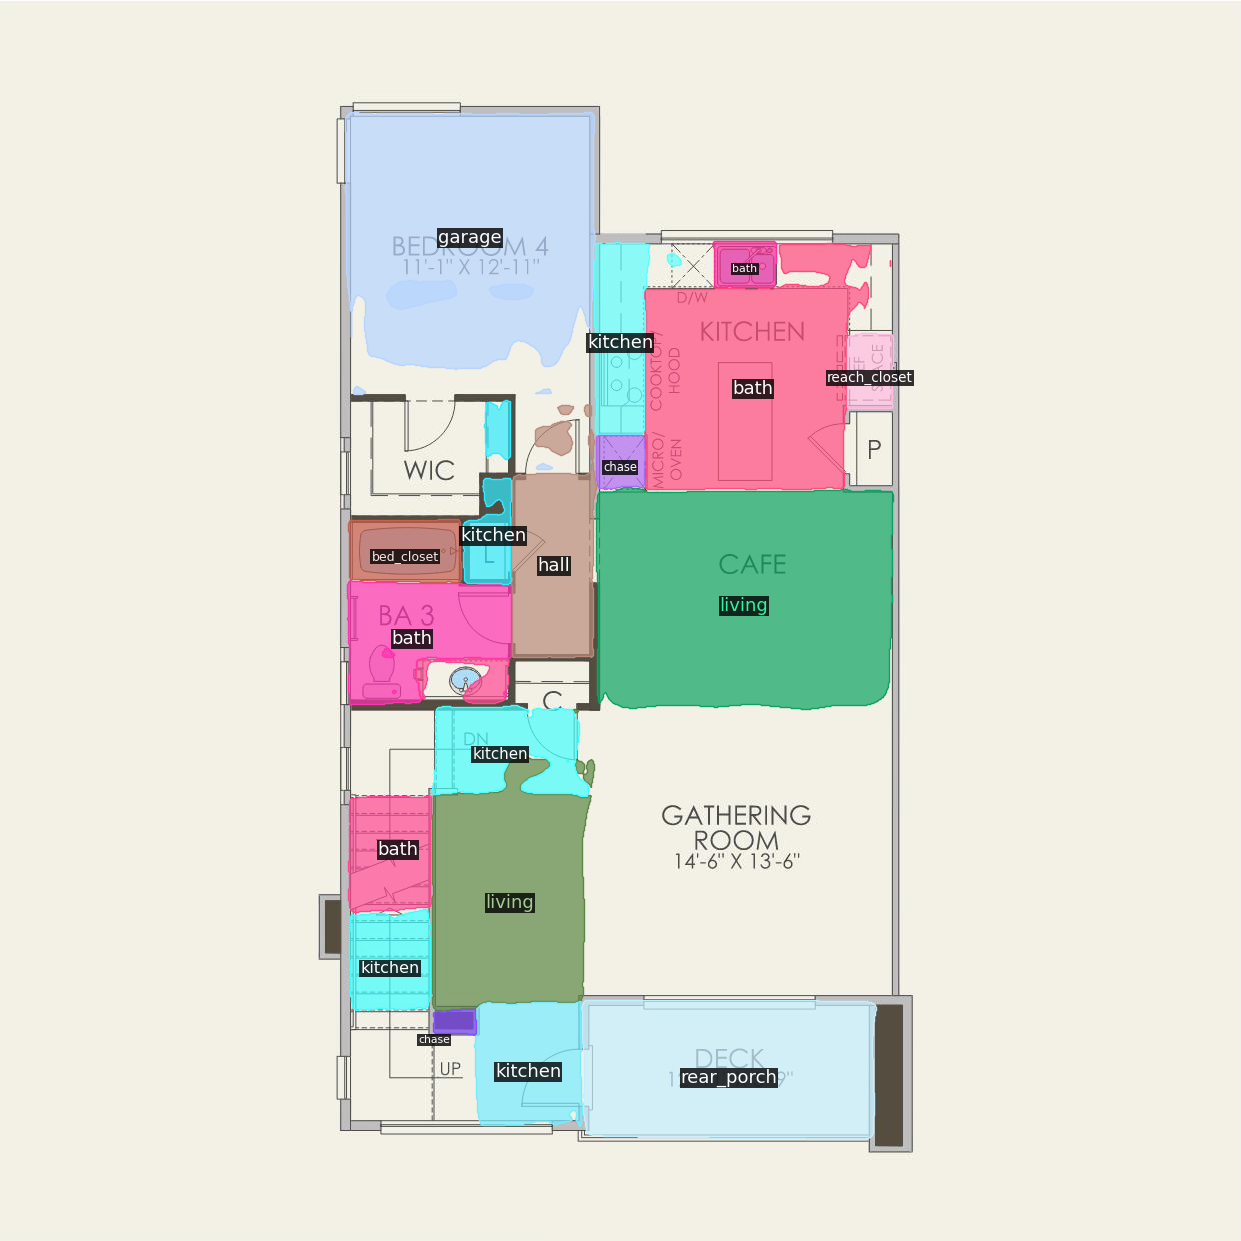 garage
BEDROOM 4
11'-1" X 12'-11"
bath
D/W
KITCHEN
kitchen
COOKTOP/
HOOD
reach_closet
bath
WIC
P
chase
MICRO/
OVEN
kitchen
L
bed_closet
hall
CAFE
living
BA 3
bath
C
DN
kitchen
GATHERING
ROOM
14'-6" X 13'-6"
bath
living
kitchen
chase
UP
kitchen
DECK
rear_porch